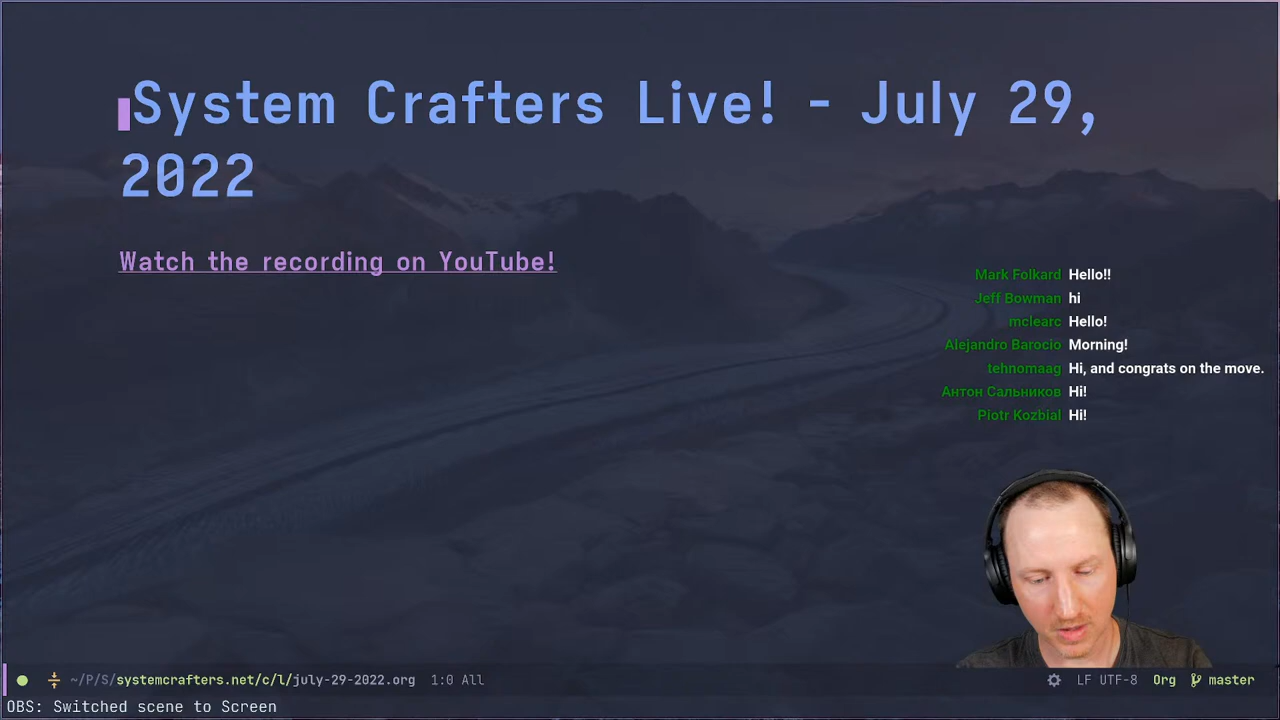 System Crafters Live! - July 29,
2022
Watch the recording on YouTube!
Mark Folkard Hello!!
Jeff Bowman hi
mclearc Hello!
Alejandro Barocio Morning!
tehnomaag Hi, and congrats on the move.
Антон Сальников Hi!
Piotr Kozbial Hi!
~/P/S/systemcrafters.net/c/l/july-29-2022.org 1:0 All LF UTF-8 Org master
OBS: Switched scene to Screen